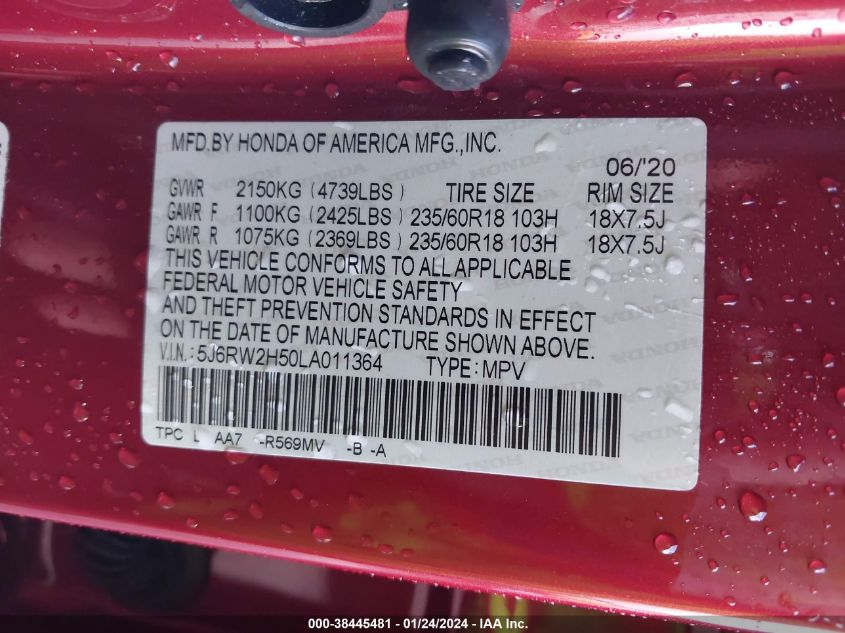 MFD.BY HONDA OF AMERICA MFG.,INC.
06/'20
GVWR 2150KG (4739LBS) TIRE SIZE RIM SIZE
GAWR F 1100KG (2425LBS) 235/60R18 103H 18X7.5J
GAWR R 1075KG (2369LBS) 235/60R18 103H 18X7.5J
THIS VEHICLE CONFORMS TO ALL APPLICABLE
FEDERAL MOTOR VEHICLE SAFETY
AND THEFT PREVENTION STANDARDS IN EFFECT
ON THE DATE OF MANUFACTURE SHOWN ABOVE.
V.I.N.: 5J6RW2H50LA011364 TYPE: MPV
TPC L AA7 -R569MV -B -A
000-38445481 - 01/24/2024 - IAA Inc.